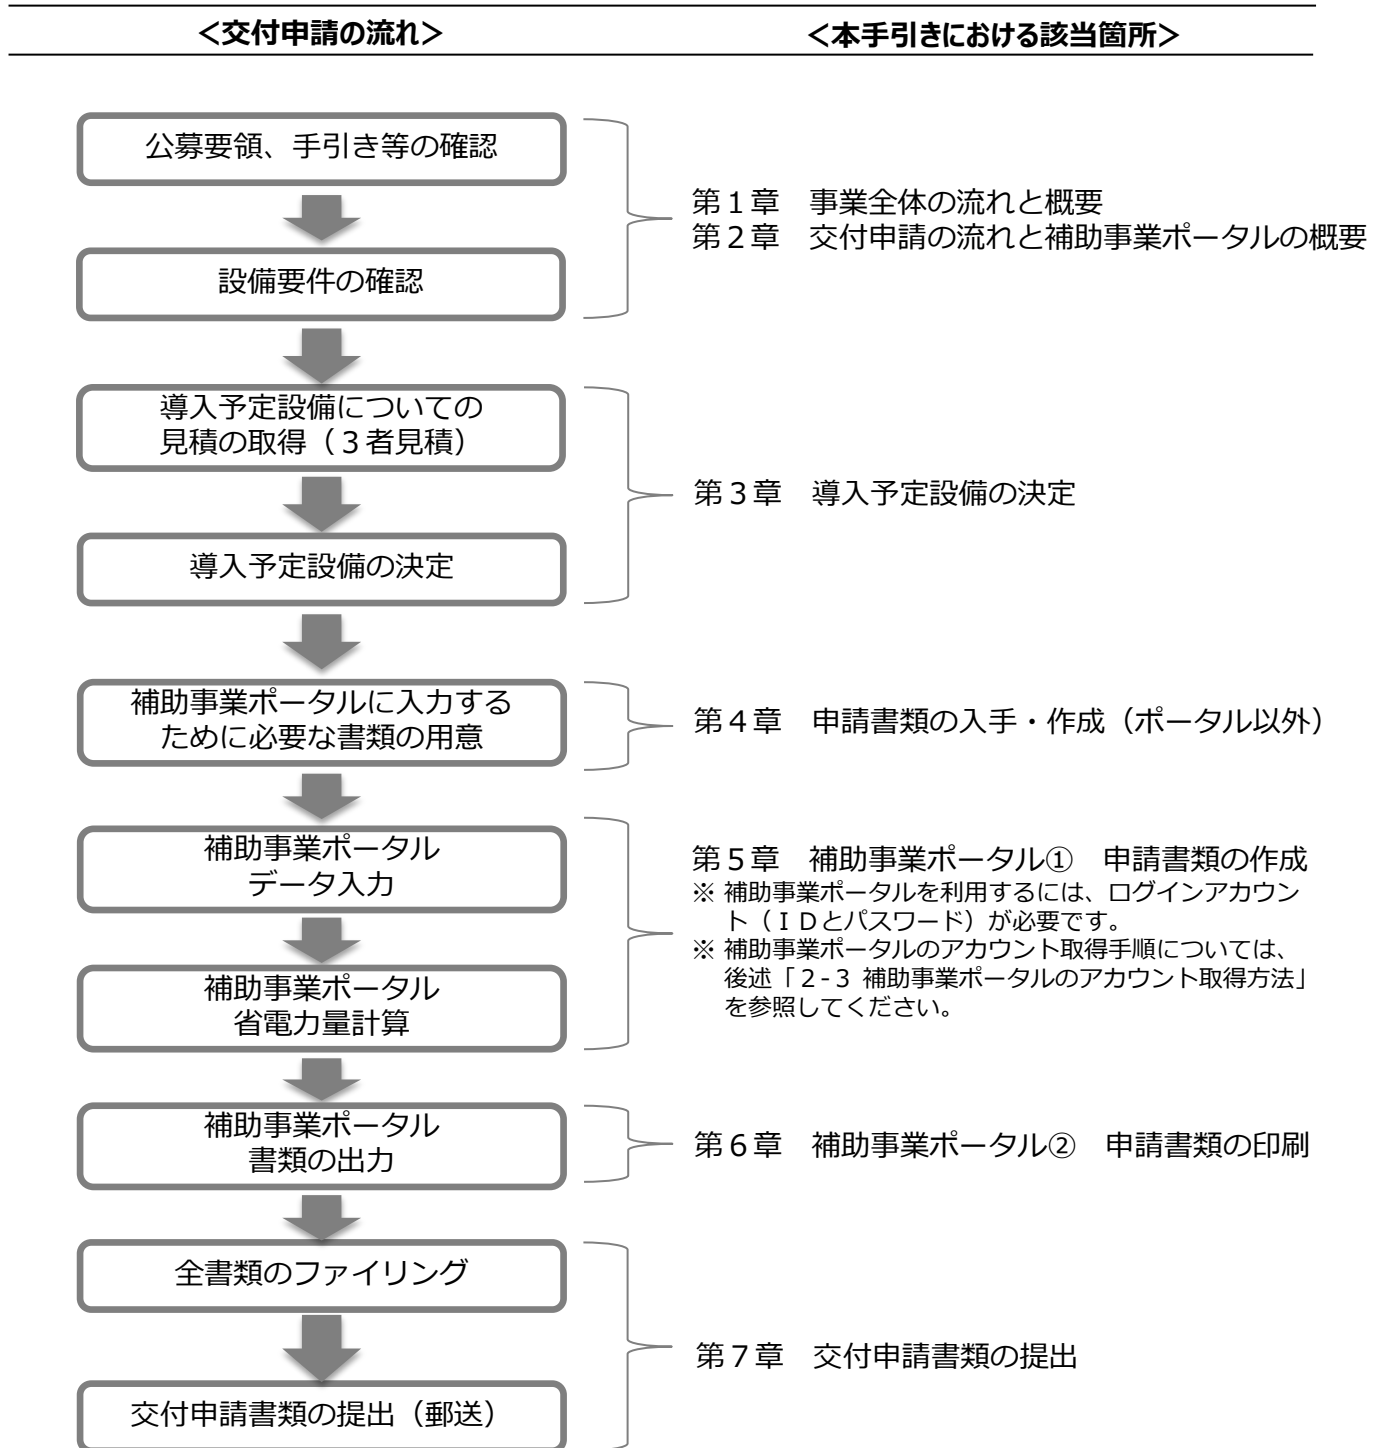 ＜交付申請の流れ＞
＜本手引きにおける該当箇所＞
公募要領、手引き等の確認
設備要件の確認
第１章　事業全体の流れと概要
第２章　交付申請の流れと補助事業ポータルの概要
導入予定設備についての
見積の取得（３者見積）
導入予定設備の決定
第３章　導入予定設備の決定
補助事業ポータルに入力する
ために必要な書類の用意
第４章　申請書類の入手・作成（ポータル以外）
補助事業ポータル
データ入力
補助事業ポータル
省電力量計算
第５章　補助事業ポータル①　申請書類の作成
※ 補助事業ポータルを利用するには、ログインアカウン
ト（ＩＤとパスワード）が必要です。
※ 補助事業ポータルのアカウント取得手順については、
後述「２-３ 補助事業ポータルのアカウント取得方法」
を参照してください。
補助事業ポータル
書類の出力
第６章　補助事業ポータル②　申請書類の印刷
全書類のファイリング
交付申請書類の提出（郵送）
第７章　交付申請書類の提出